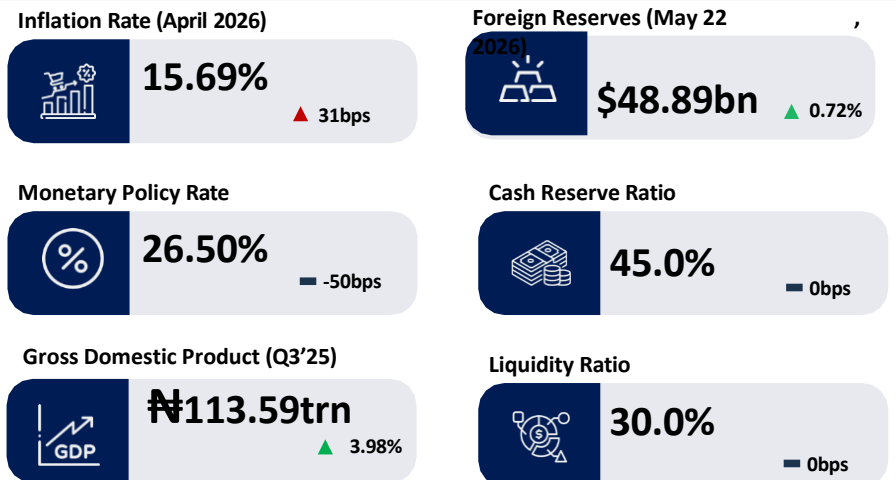 Inflation Rate (April 2026)
15.69%
▲ 31bps
Foreign Reserves (May 22 ,
2026)
$48.89bn
▲ 0.72%
Monetary Policy Rate
%
26.50%
-50bps
Cash Reserve Ratio
45.0%
0bps
Gross Domestic Product (Q3’25)
GDP
₦113.59trn
▲ 3.98%
Liquidity Ratio
$
30.0%
0bps